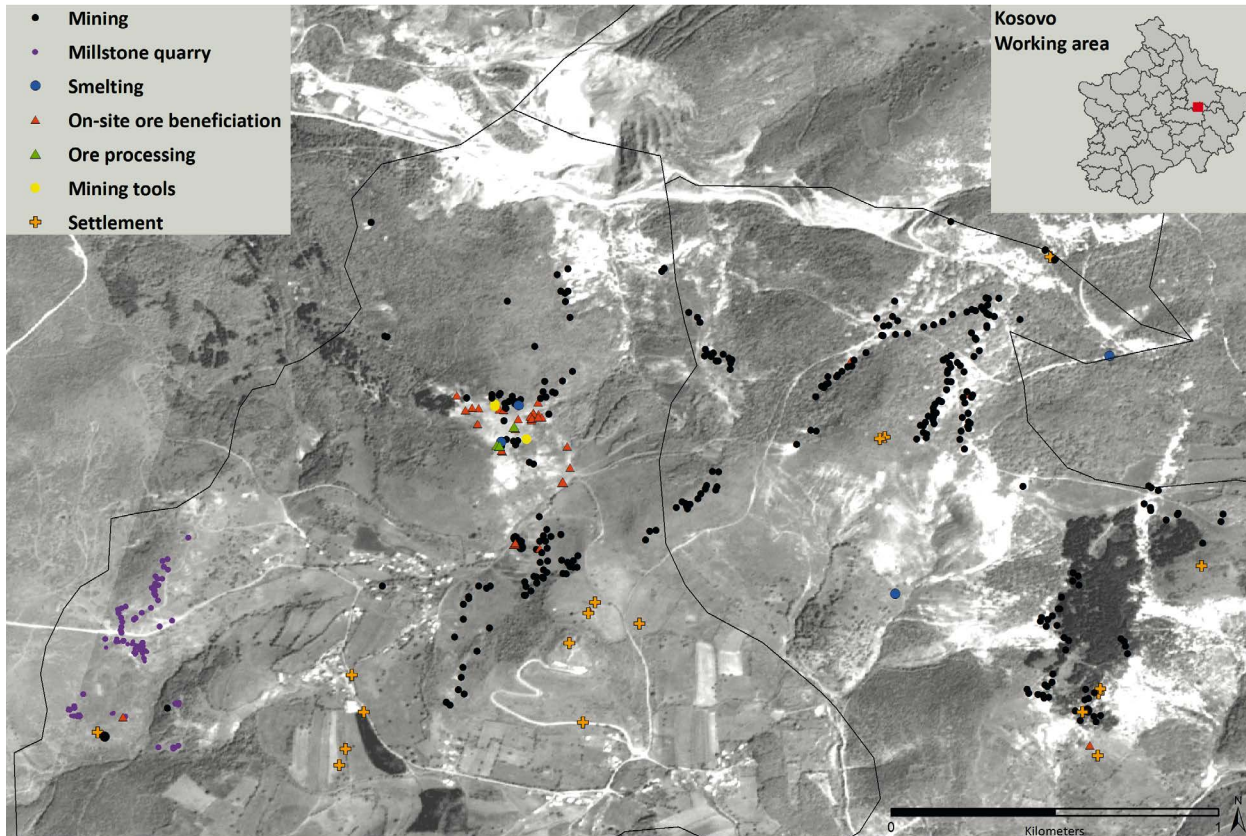 Mining
Millstone quarry
Smelting
On-site ore beneficiation
Ore processing
Mining tools
Settlement
Kosovo
Working area
N
0
1
Kilometers